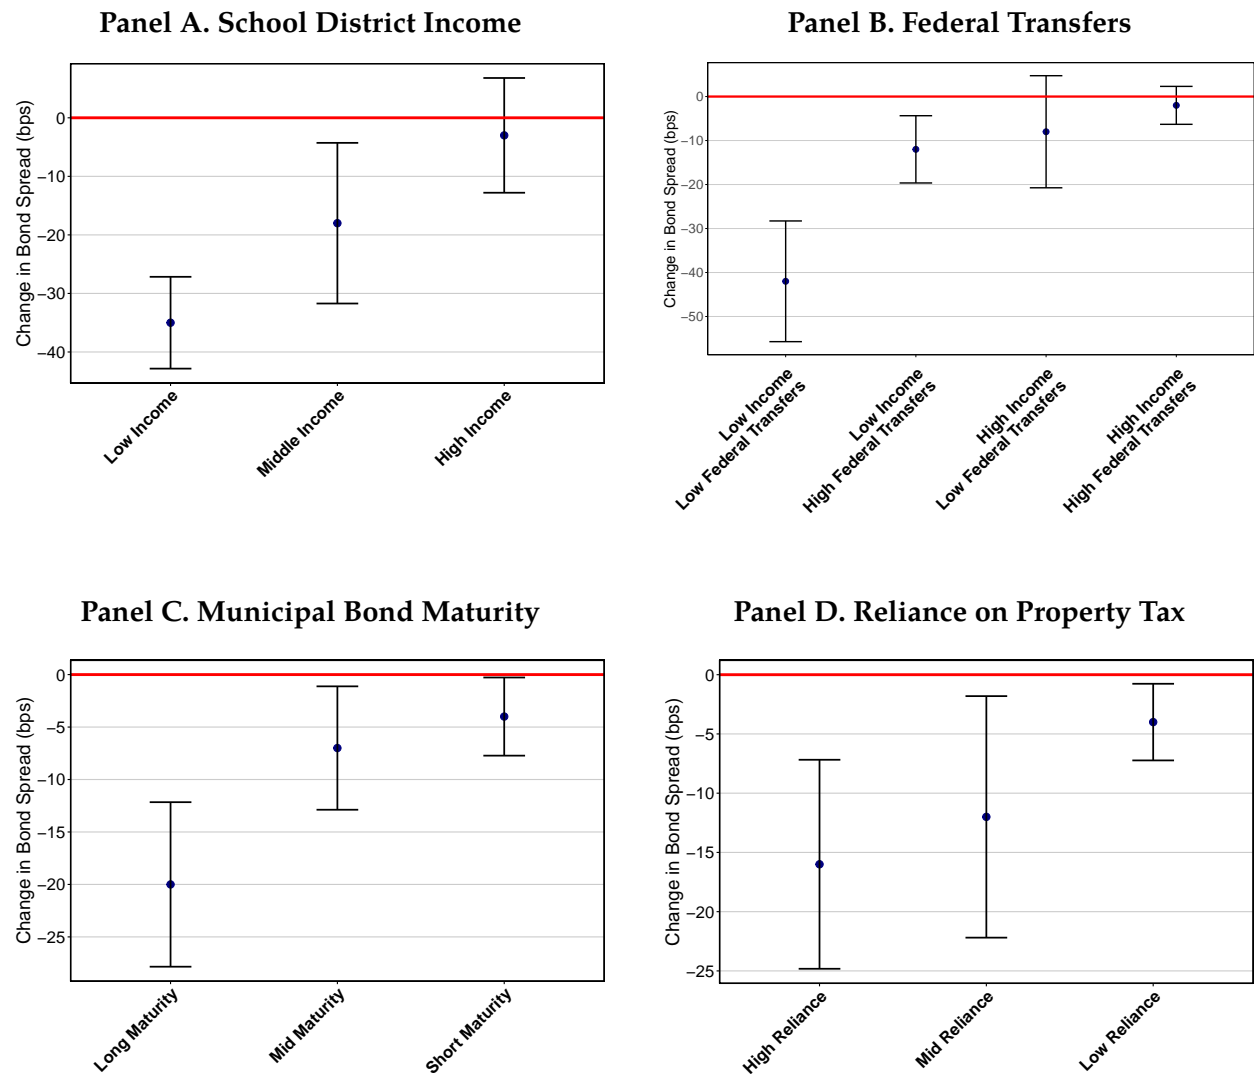 Panel A. School District Income
Change in Bond Spread (bps)
0
−10
−20
−30
−40
Low Income
Middle Income
High Income
Panel B. Federal Transfers
Change in Bond Spread (bps)
0
−10
−20
−30
−40
−50
Low Income
Low Federal Transfers
Low Income
High Federal Transfers
High Income
Low Federal Transfers
High Income
High Federal Transfers
Panel C. Municipal Bond Maturity
Change in Bond Spread (bps)
0
−5
−10
−15
−20
−25
Long Maturity
Mid Maturity
Short Maturity
Panel D. Reliance on Property Tax
Change in Bond Spread (bps)
0
−5
−10
−15
−20
−25
High Reliance
Mid Reliance
Low Reliance